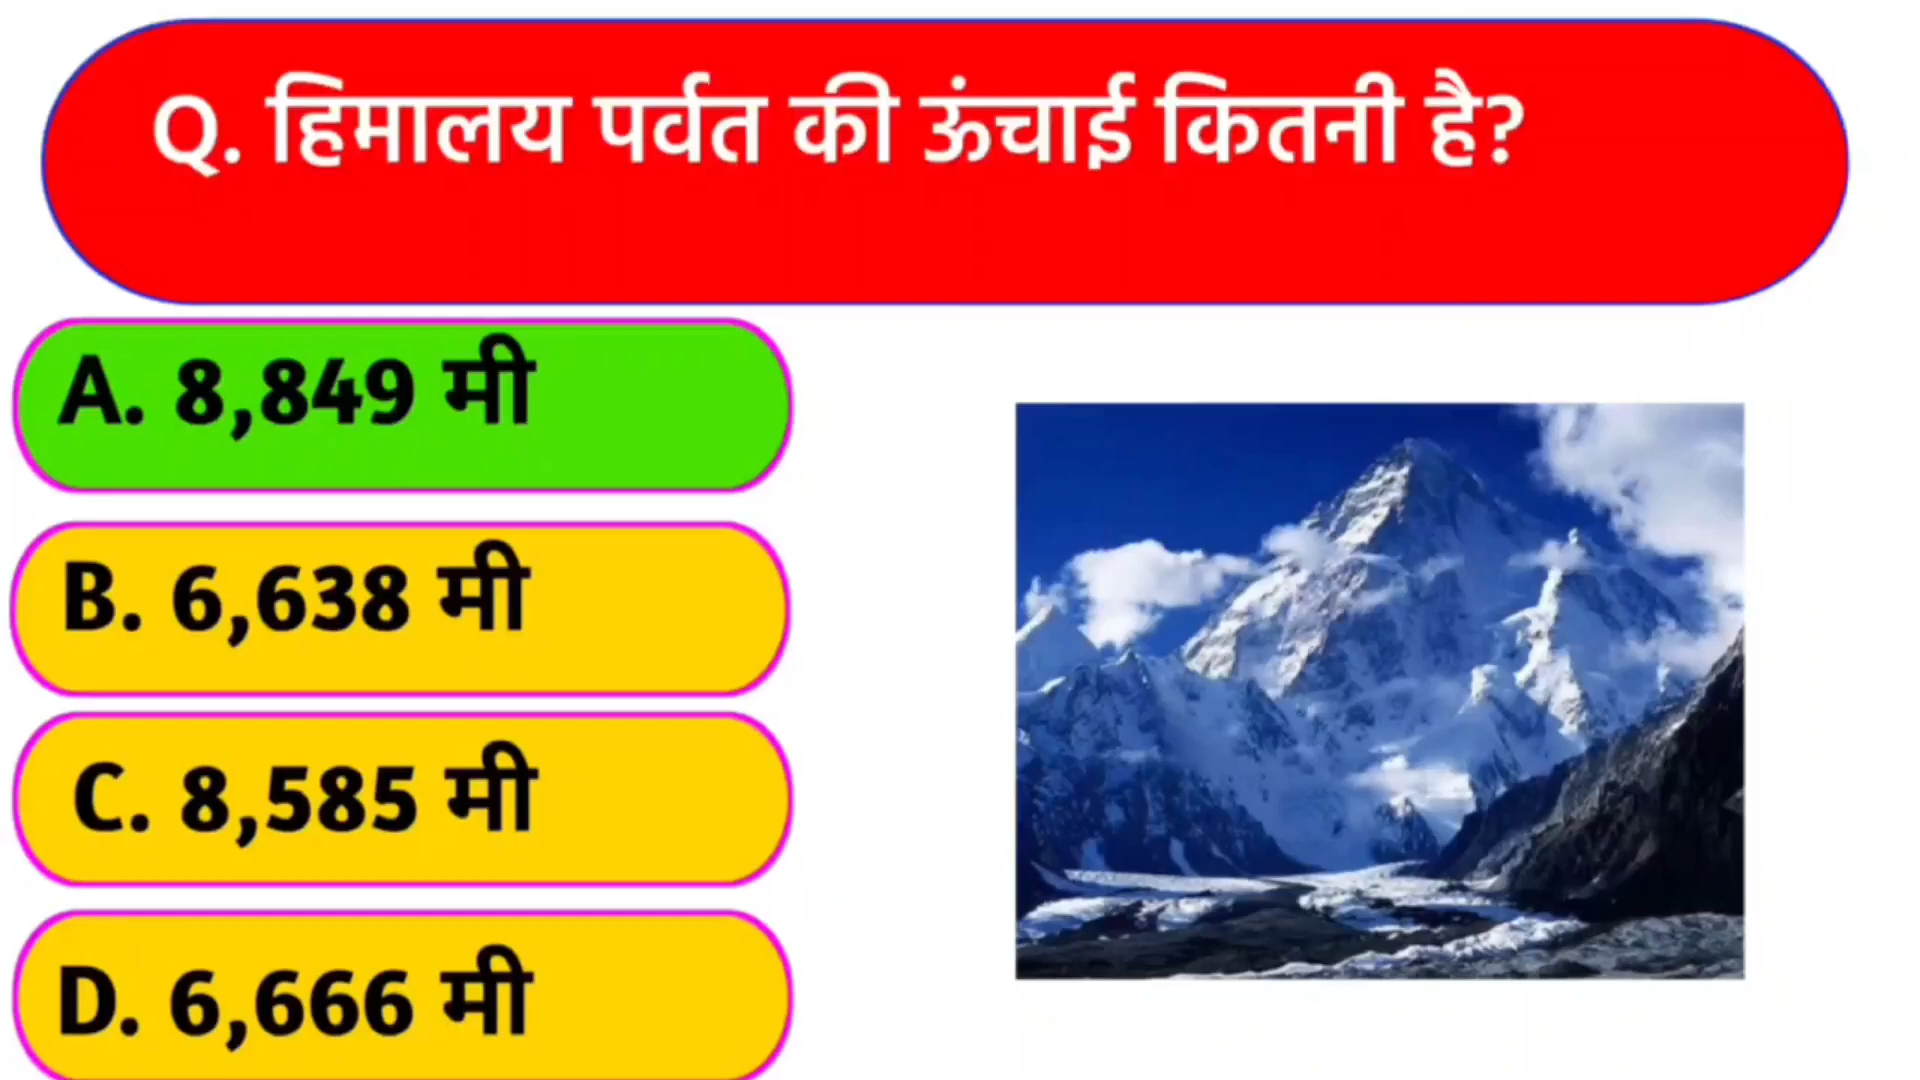 Q. हिमालय पर्वत की ऊंचाई कितनी है?
A. 8,849 मी
B. 6,638 मी
C. 8,585 मी
D. 6,666 मी